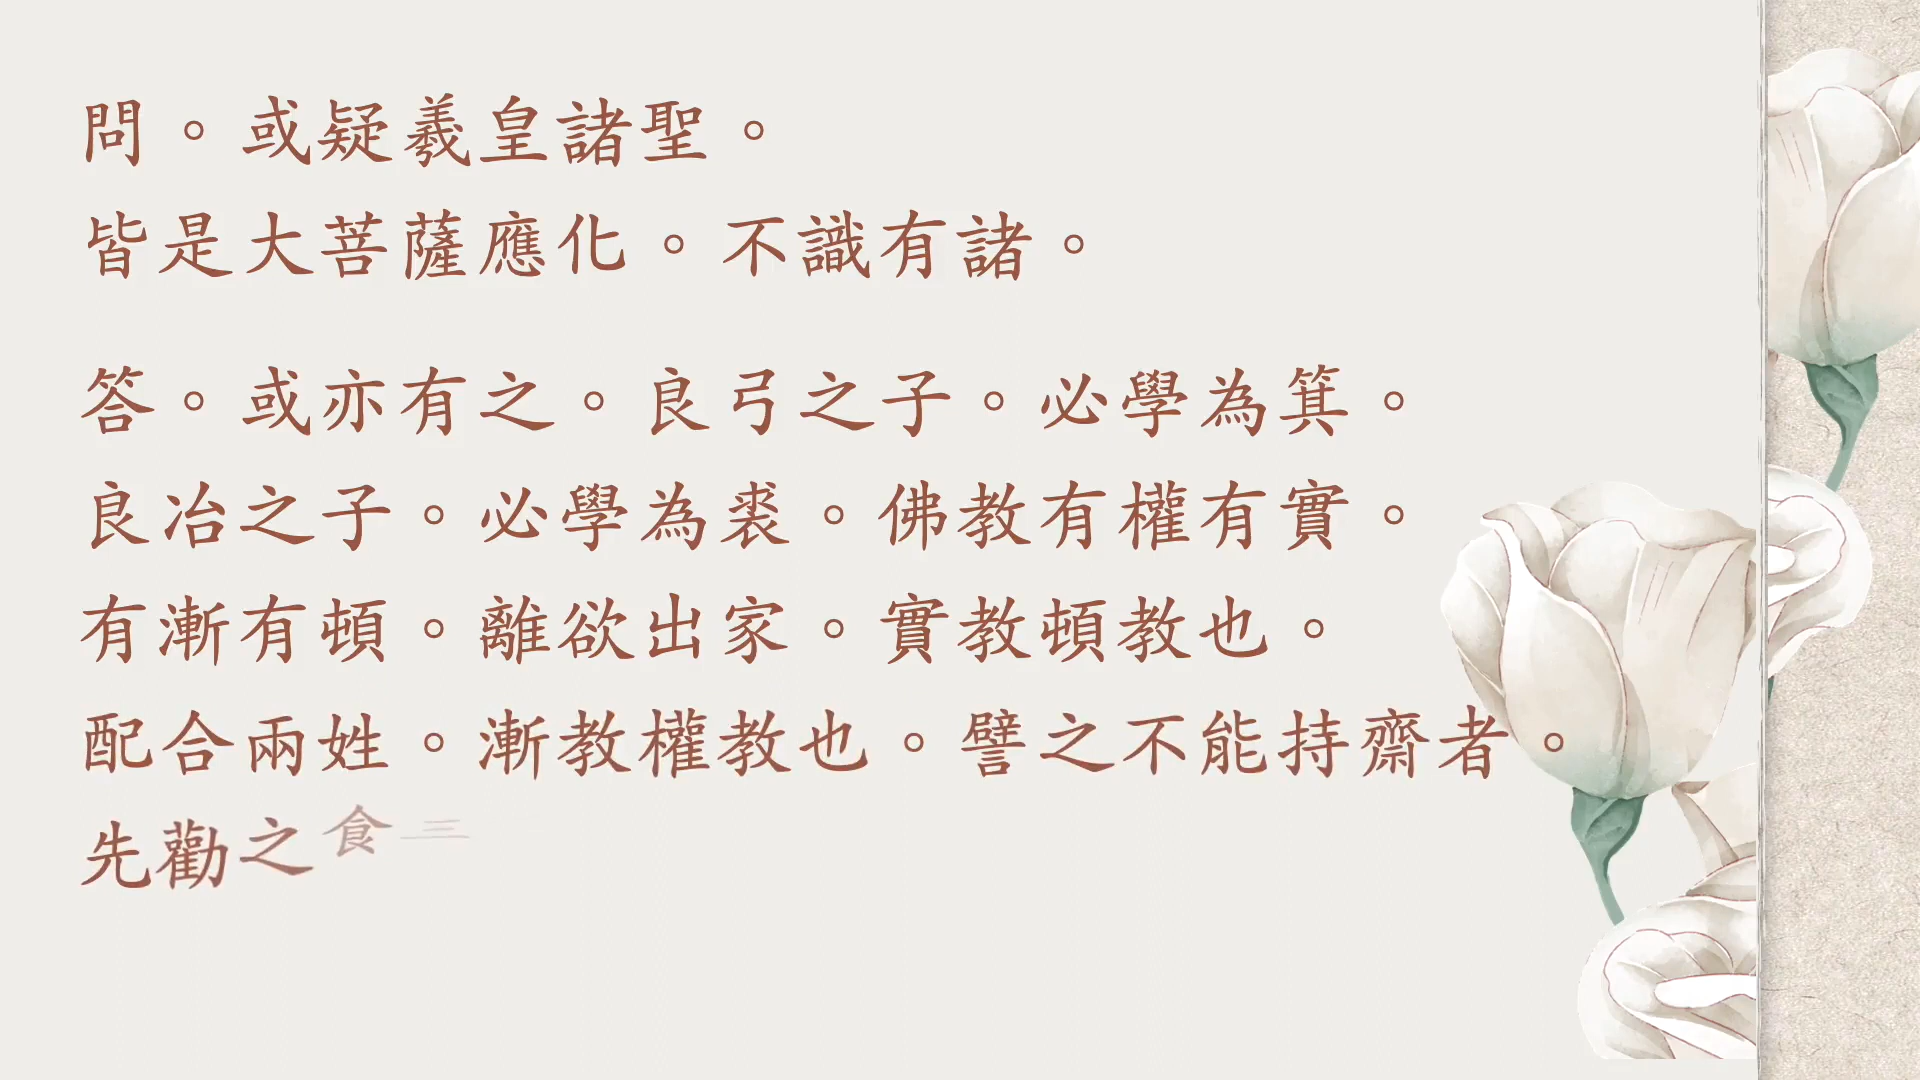 問。或疑羲皇諸聖。
皆是大菩薩應化。不識有諸。
答。或亦有之。良弓之子。必學為箕。
良冶之子。必學為裘。佛教有權有實。
有漸有頓。離欲出家。實教頓教也。
配合兩姓。漸教權教也。譬之不能持齋者。
先勸之食三